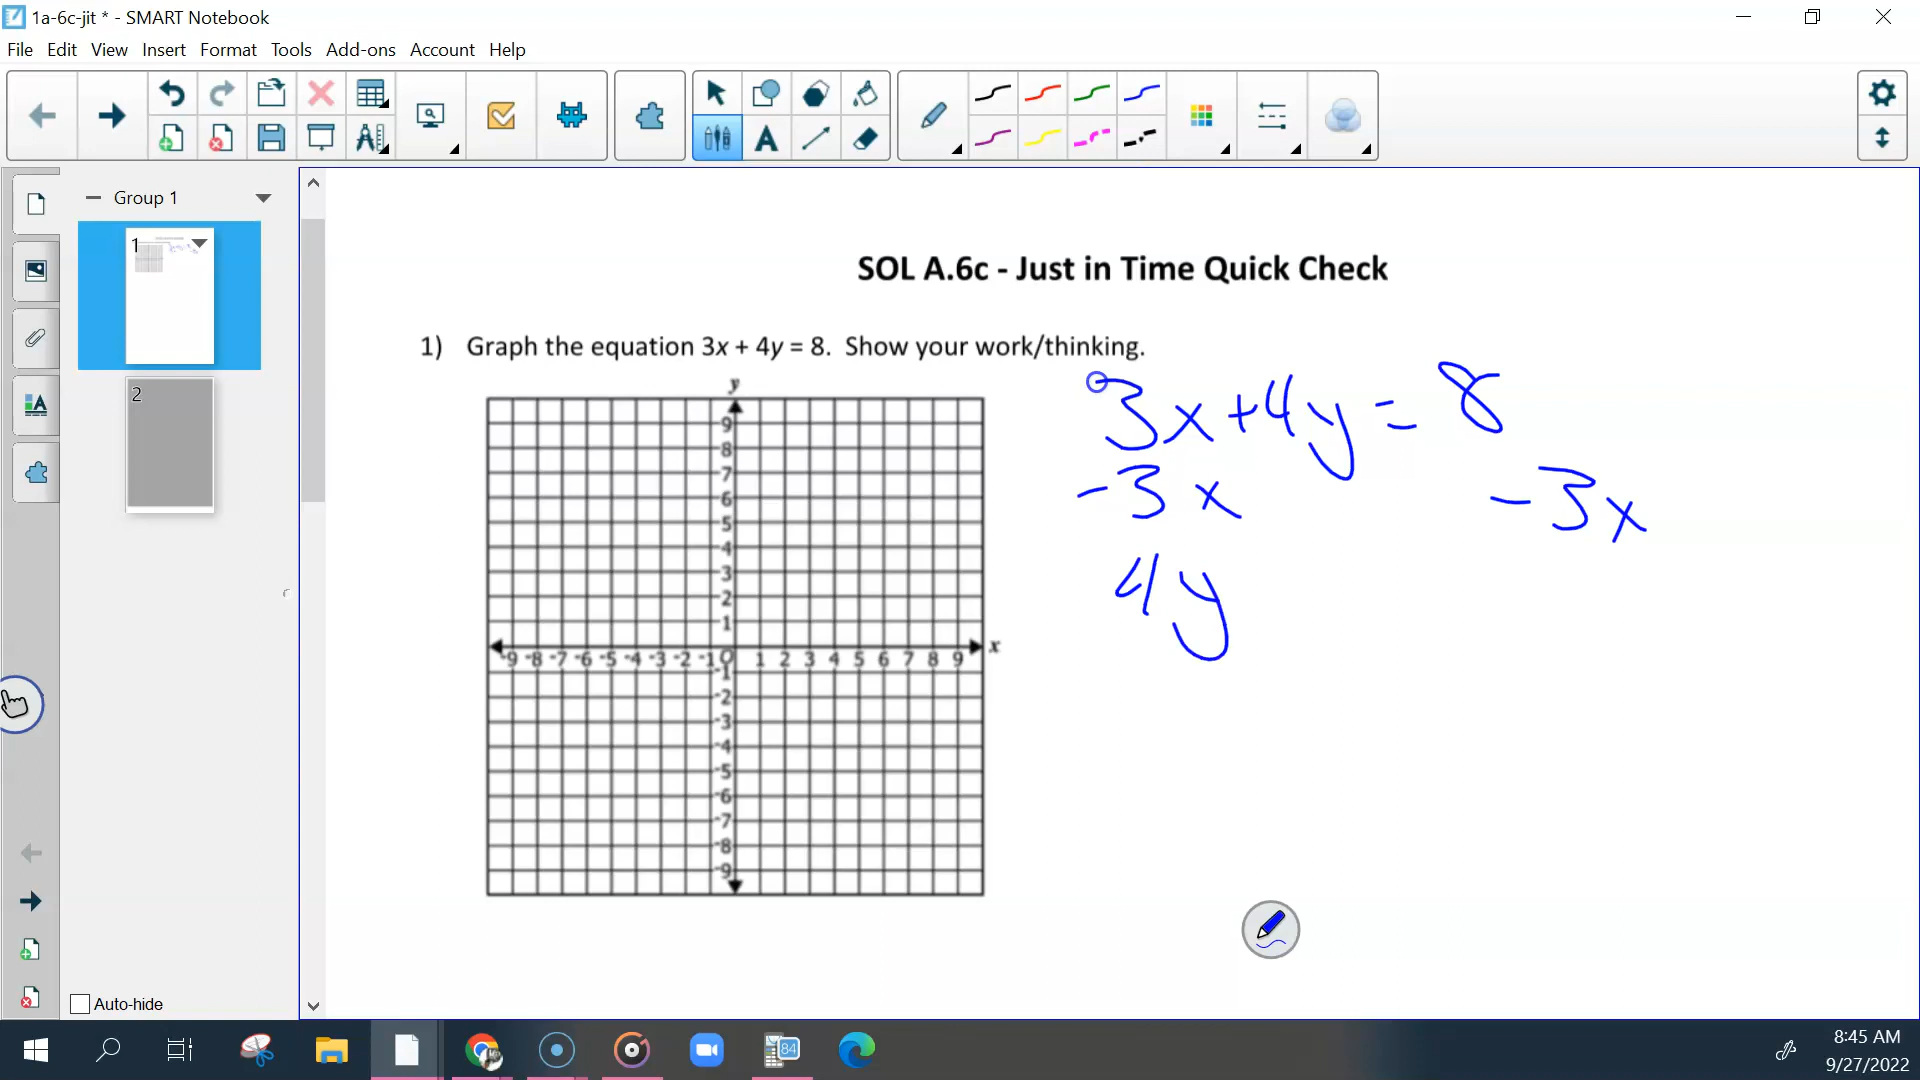 1a-6c-jit * - SMART Notebook
File Edit View Insert Format Tools Add-ons Account Help
Group 1
1
2
SOL A.6c - Just in Time Quick Check
1) Graph the equation 3x + 4y = 8. Show your work/thinking.
y
9
8
7
6
5
4
3
2
1
-9 -8 -7 -6 -5 -4 -3 -2 -1 O 1 2 3 4 5 6 7 8 9 x
-1
-2
-3
-4
-5
-6
-7
-8
-9
3x+4y=8
-3x -3x
4y
Auto-hide
84
8:45 AM
9/27/2022